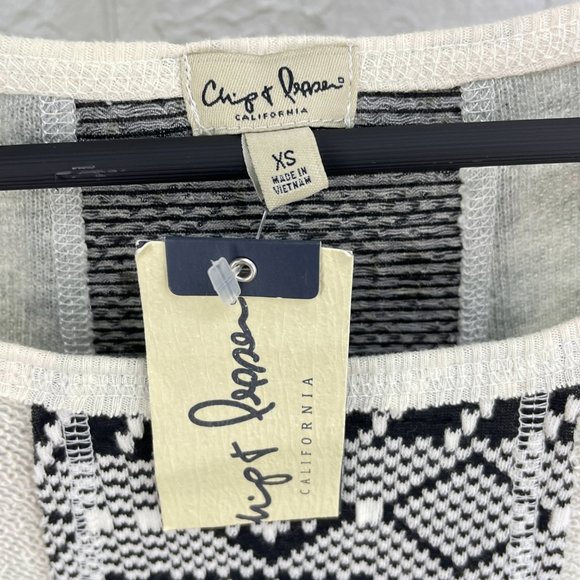 Chip & Pepper
CALIFORNIA
XS
MADE IN
VIETNAM
Chip & Pepper
CALIFORNIA